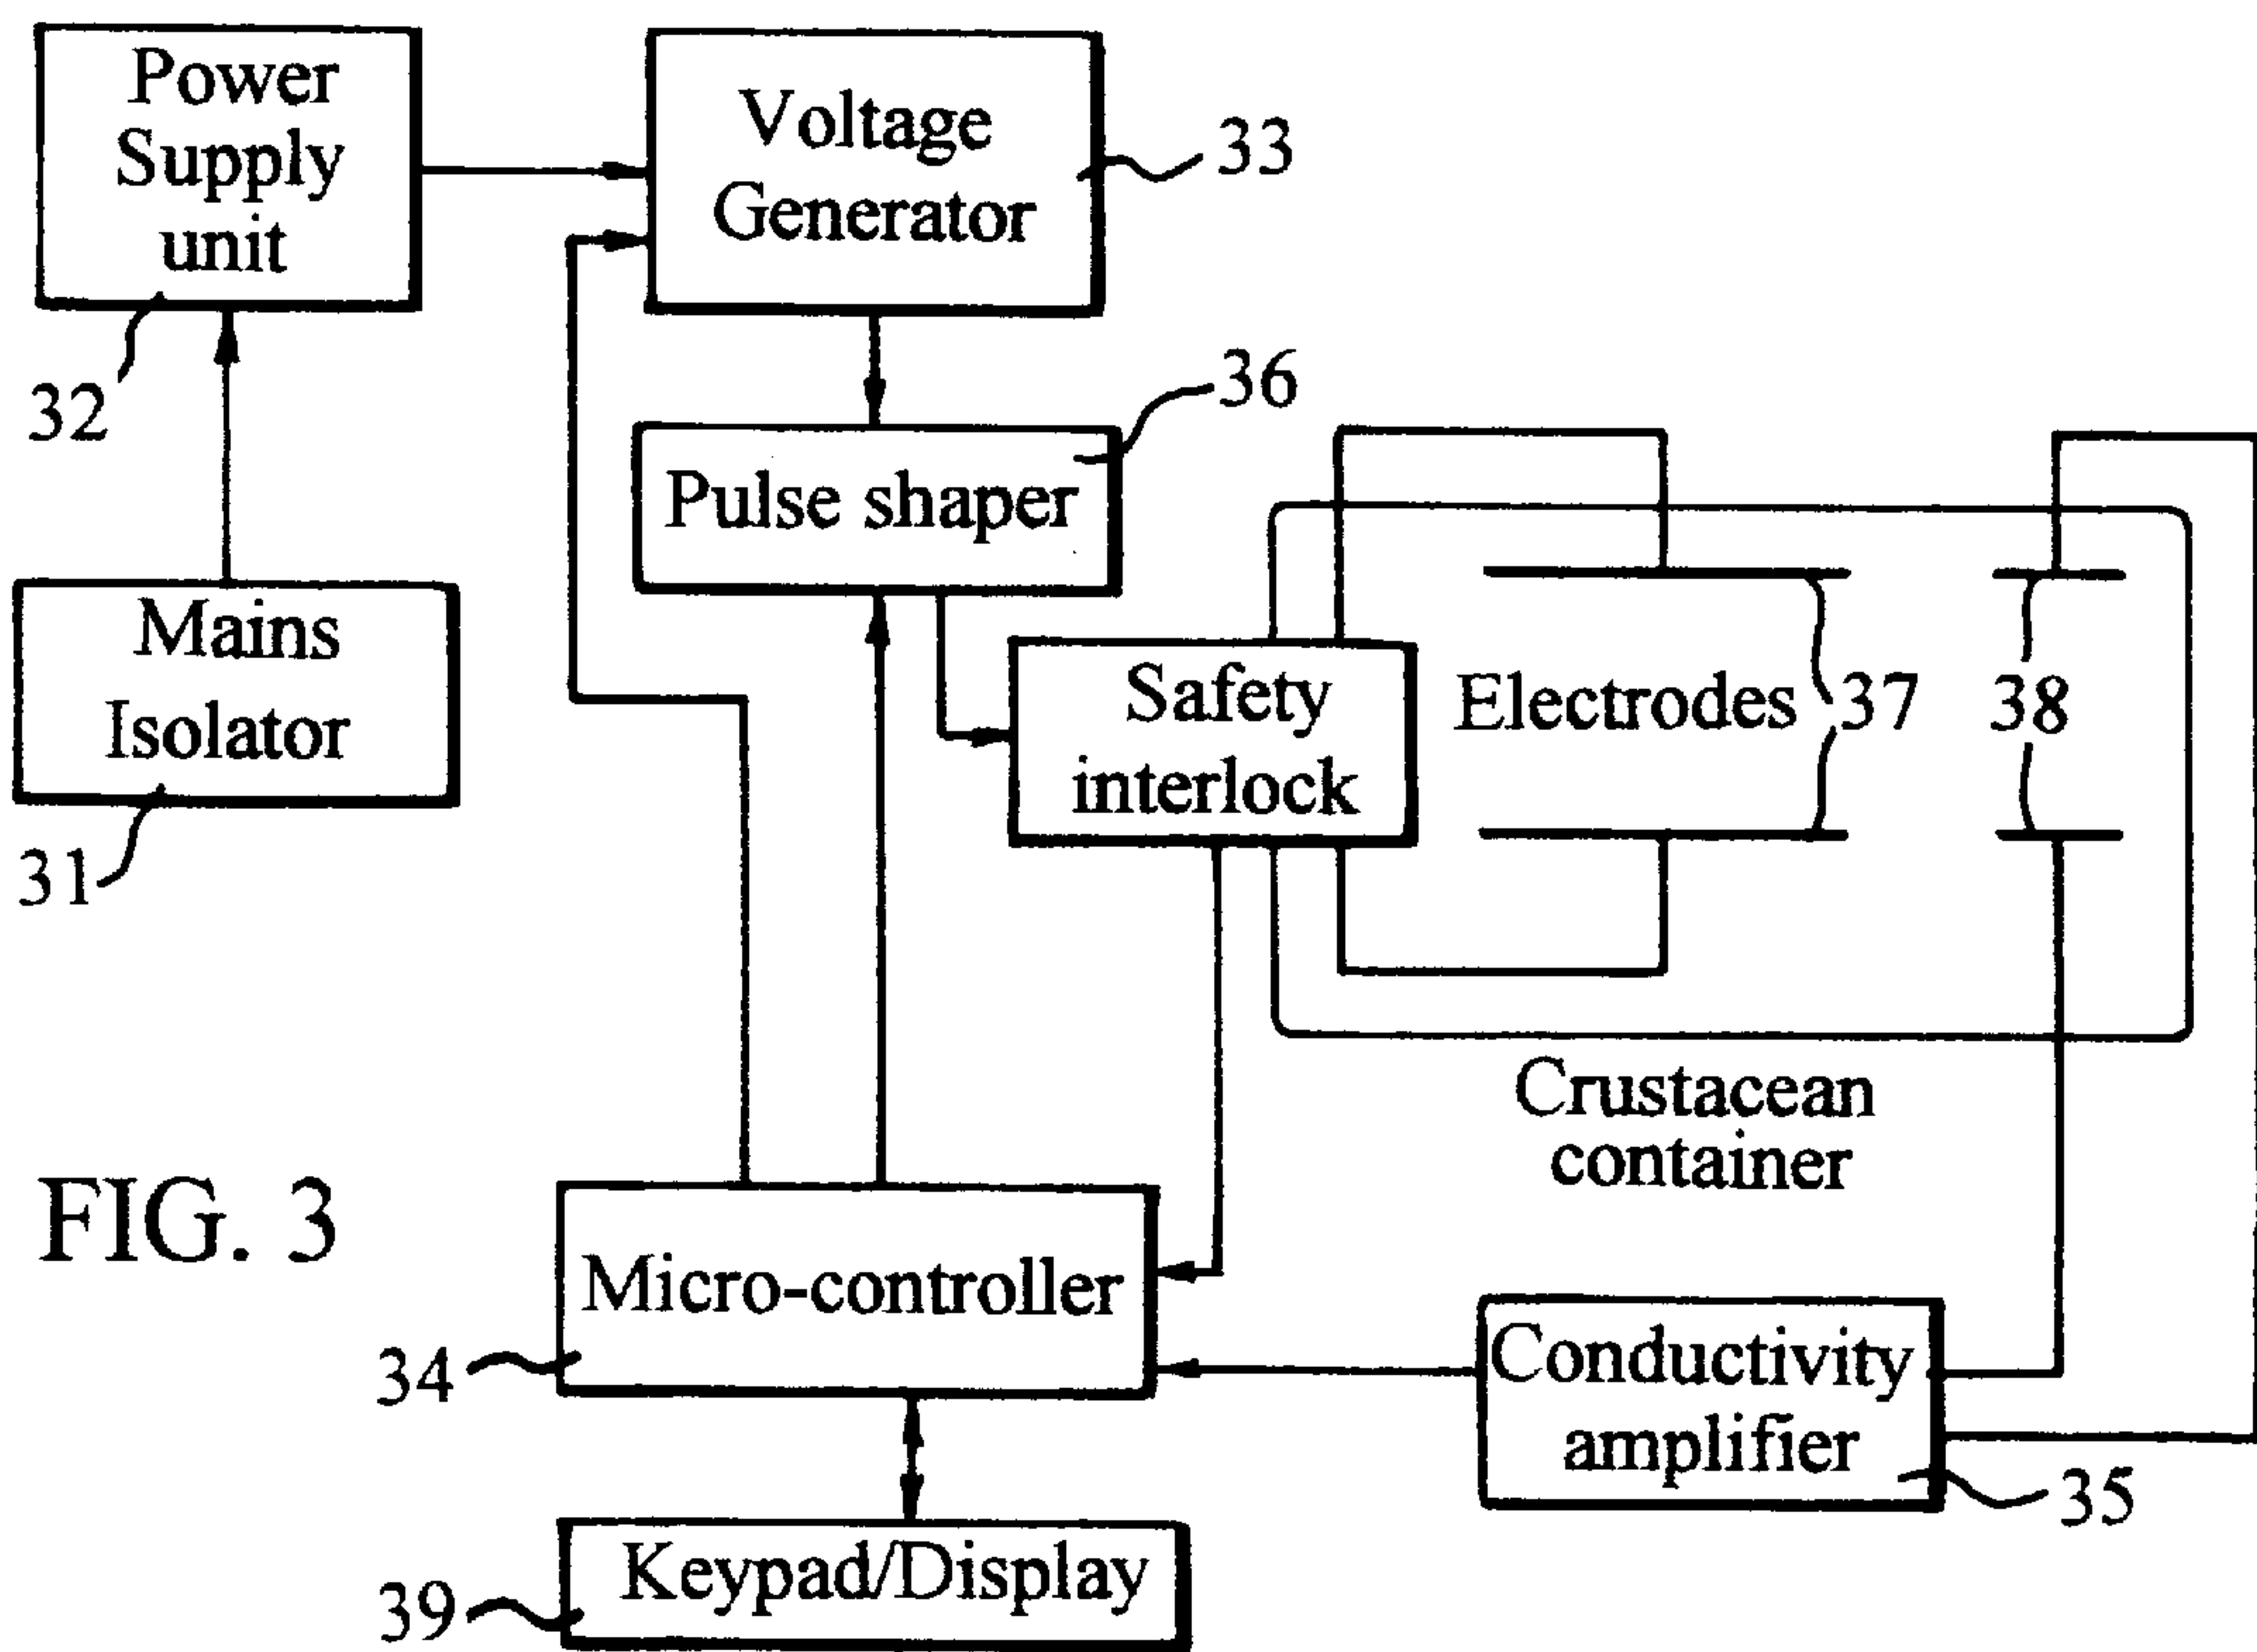 Power
Supply
unit
32
Voltage
Generator
33
Pulse shaper
36
Mains
Isolator
31
Safety
interlock
Electrodes
37
38
Crustacean
container
FIG. 3
Micro-controller
34
Conductivity
amplifier
35
Keypad/Display
39